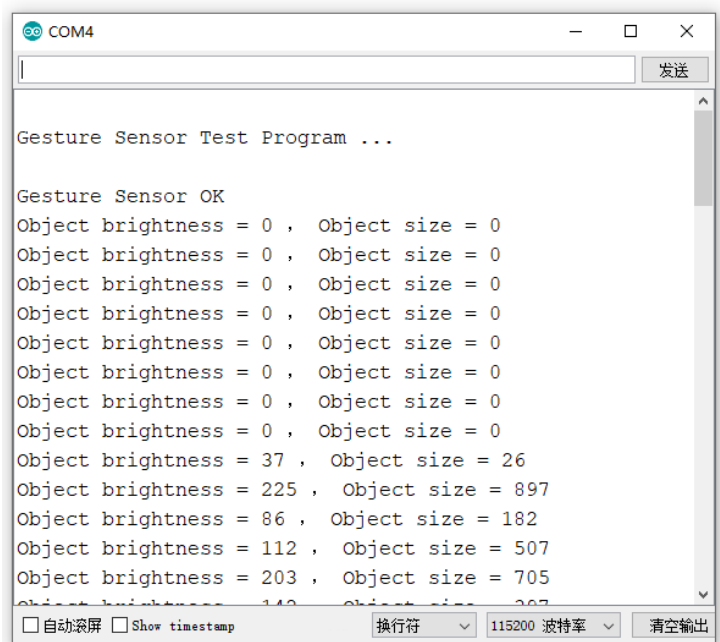 COM4
发送
Gesture Sensor Test Program ...
Gesture Sensor OK
Object brightness = 0 ， Object size = 0
Object brightness = 0 ， Object size = 0
Object brightness = 0 ， Object size = 0
Object brightness = 0 ， Object size = 0
Object brightness = 0 ， Object size = 0
Object brightness = 0 ， Object size = 0
Object brightness = 0 ， Object size = 0
Object brightness = 0 ， Object size = 0
Object brightness = 37 ， Object size = 26
Object brightness = 225 ， Object size = 897
Object brightness = 86 ， Object size = 182
Object brightness = 112 ， Object size = 507
Object brightness = 203 ， Object size = 705
自动滚屏 Show timestamp 换行符 115200 波特率 清空输出